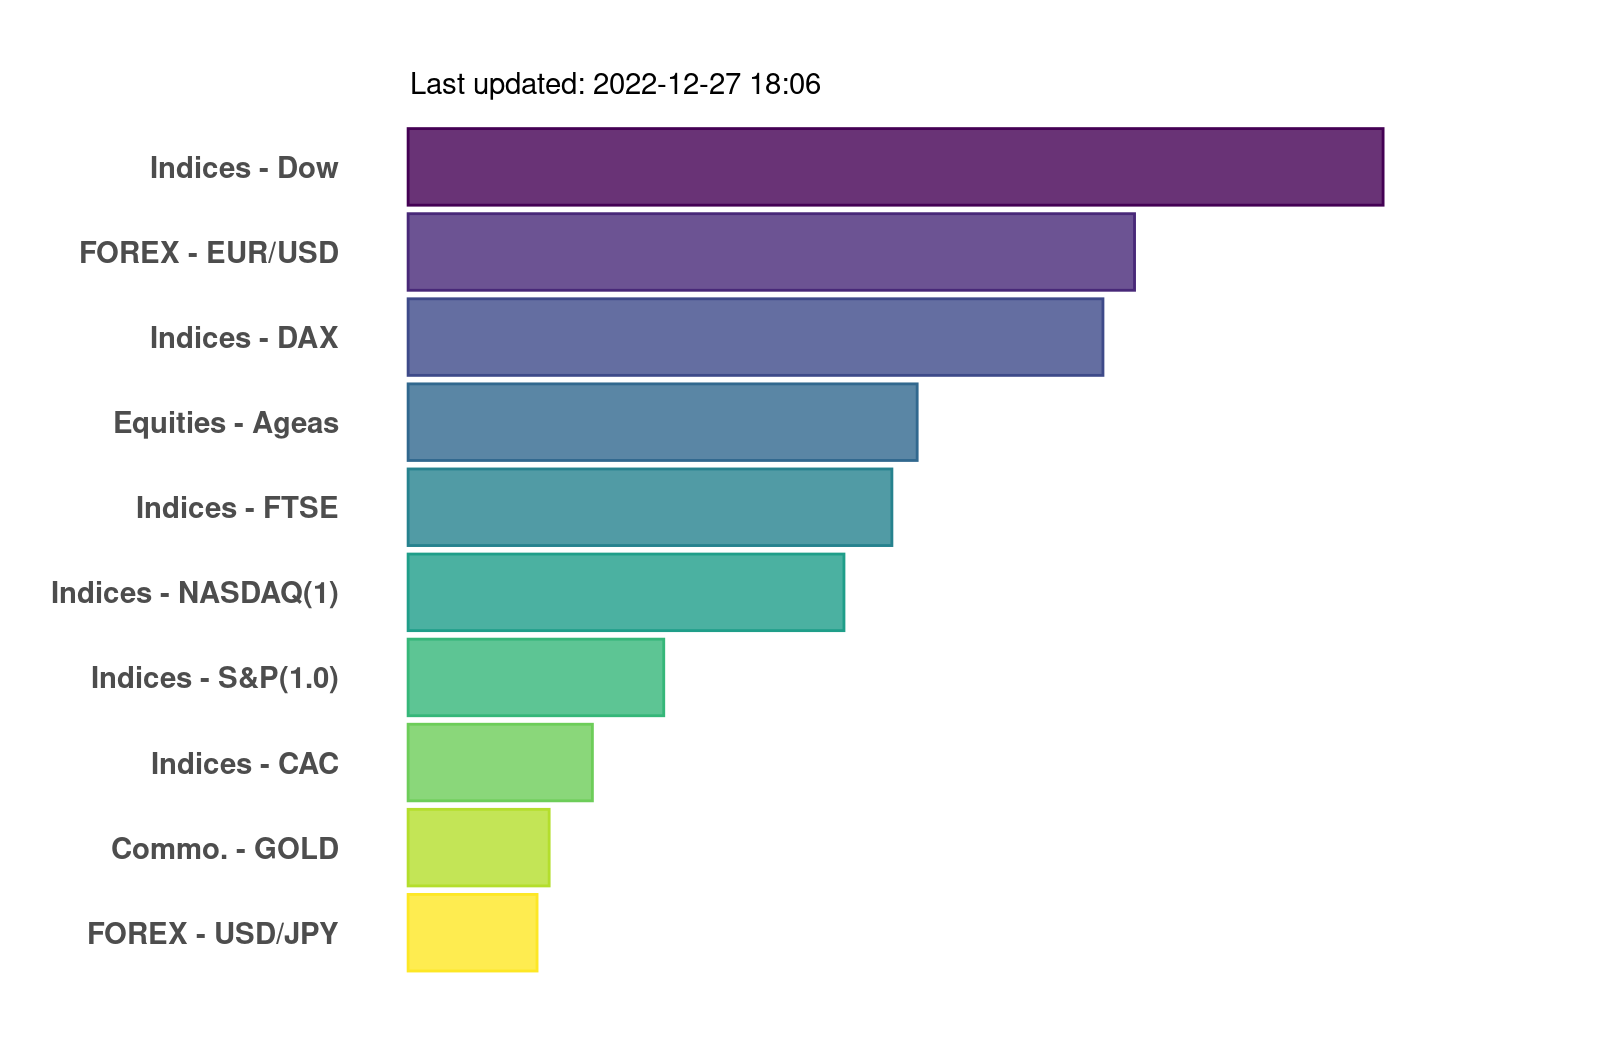 Last updated: 2022-12-27 18:06
Indices - Dow
FOREX - EUR/USD
Indices - DAX
Equities - Ageas
Indices - FTSE
Indices - NASDAQ(1)
Indices - S&P(1.0)
Indices - CAC
Commo. - GOLD
FOREX - USD/JPY